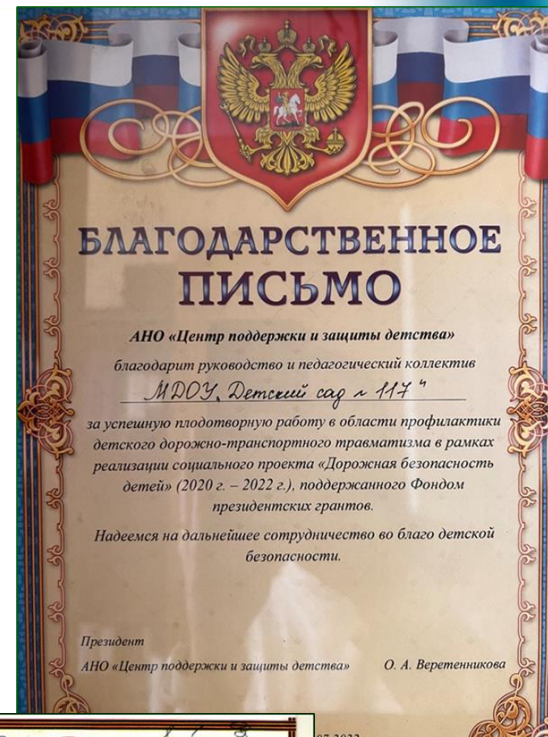 БЛАГОДАРСТВЕННОЕ
ПИСЬМО
АНО «Центр поддержки и защиты детства»
благодарит руководство и педагогический коллектив
МДОУ „Детский сад № 117"
за успешную плодотворную работу в области профилактики
детского дорожно-транспортного травматизма в рамках
реализации социального проекта «Дорожная безопасность
детей» (2020 г. – 2022 г.), поддержанного Фондом
президентских грантов.
Надеемся на дальнейшее сотрудничество во благо детской
безопасности.
Президент
АНО «Центр поддержки и защиты детства» О. А. Веретенникова